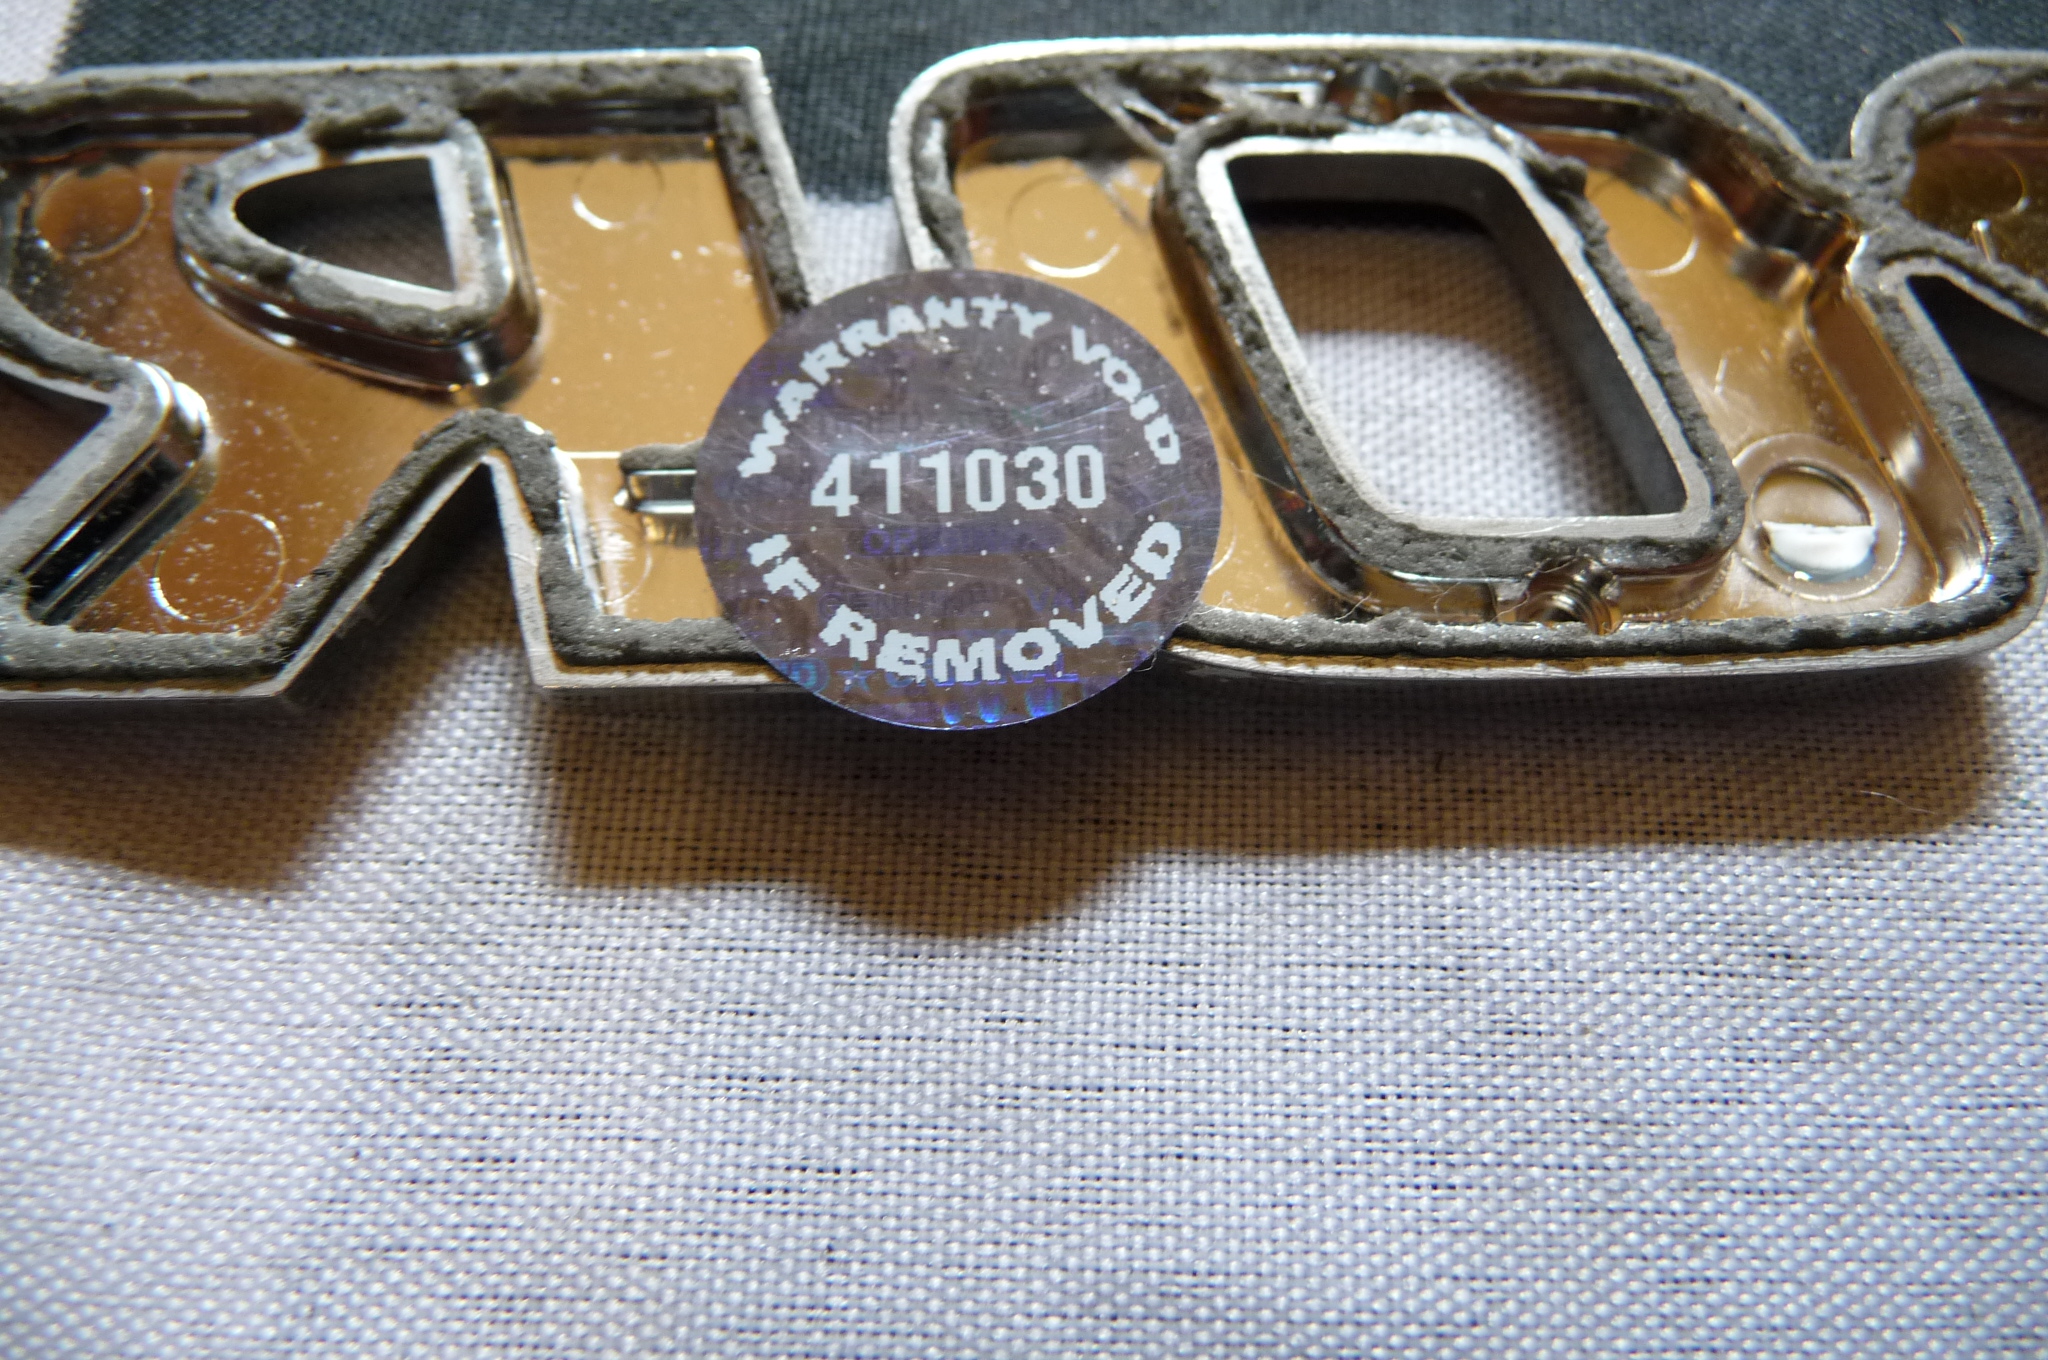 WARRANTY VOID
411030
IF REMOVED